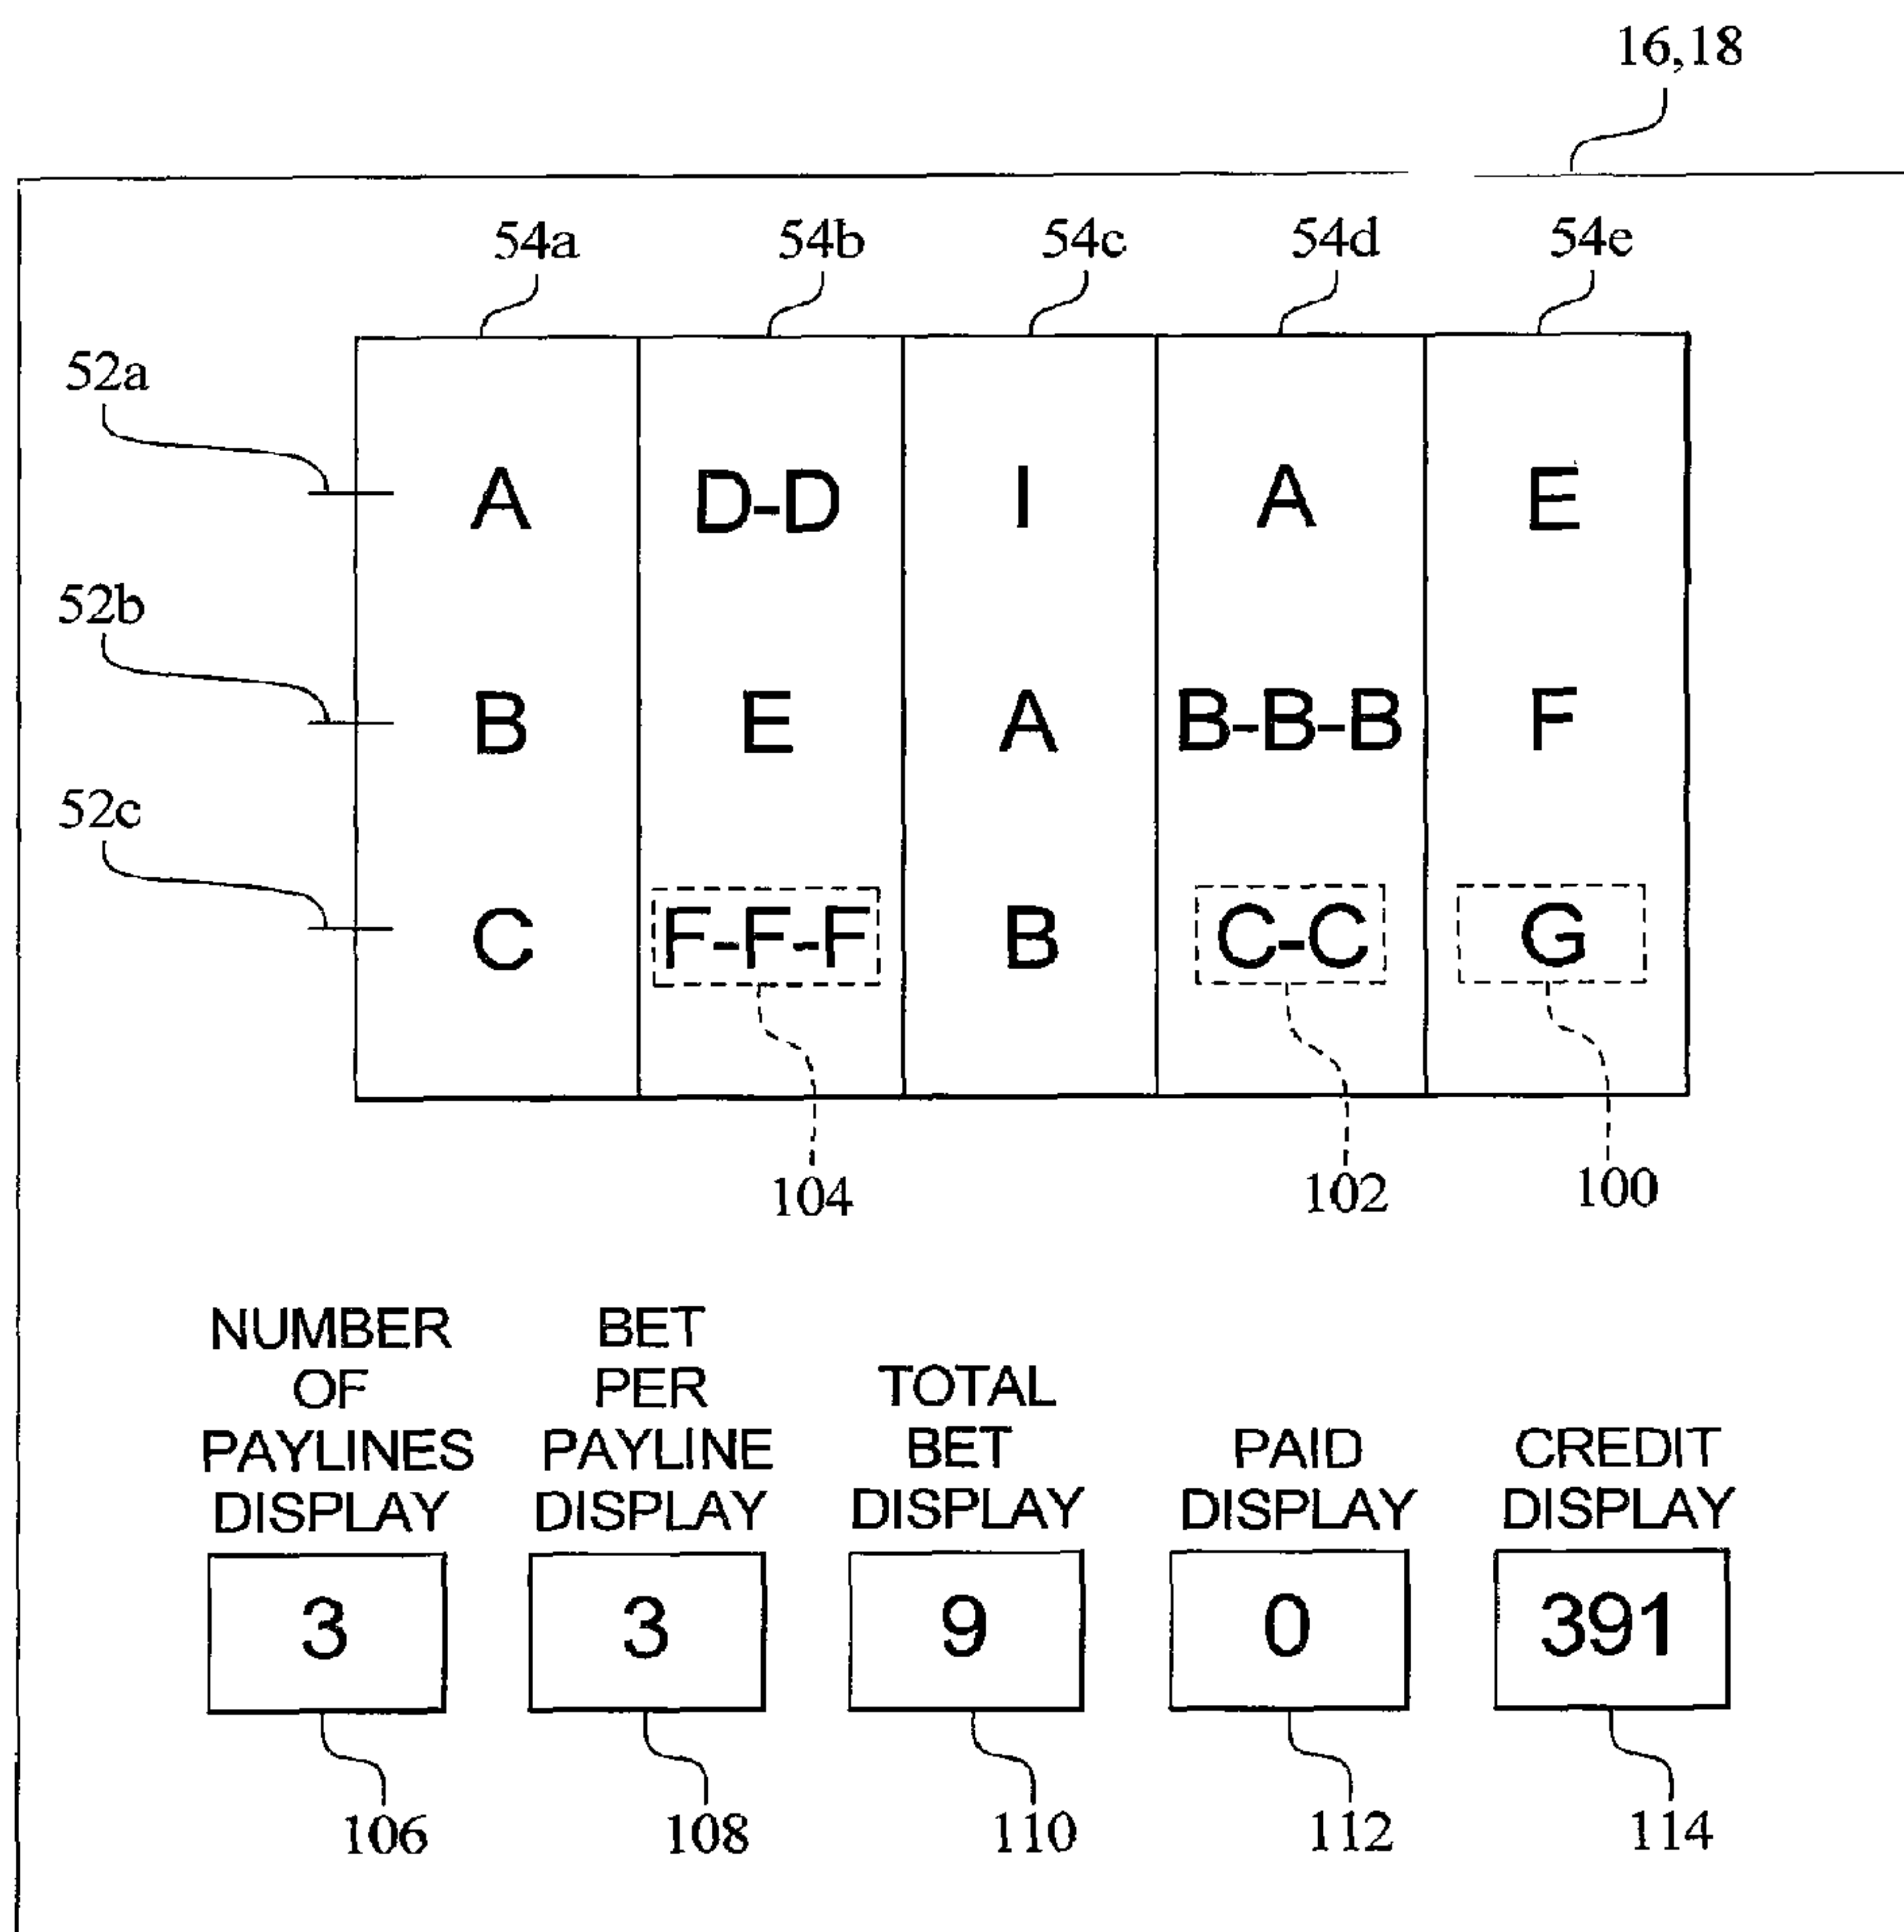 16,18
54a 54b 54c 54d 54e
52a
A D-D I A E
52b
B E A B-B-B F
52c
C F-F-F B C-C G
104 102 100
NUMBER OF PAYLINES DISPLAY
BET PER PAYLINE DISPLAY
TOTAL BET DISPLAY
PAID DISPLAY
CREDIT DISPLAY
3 3 9 0 391
106 108 110 112 114